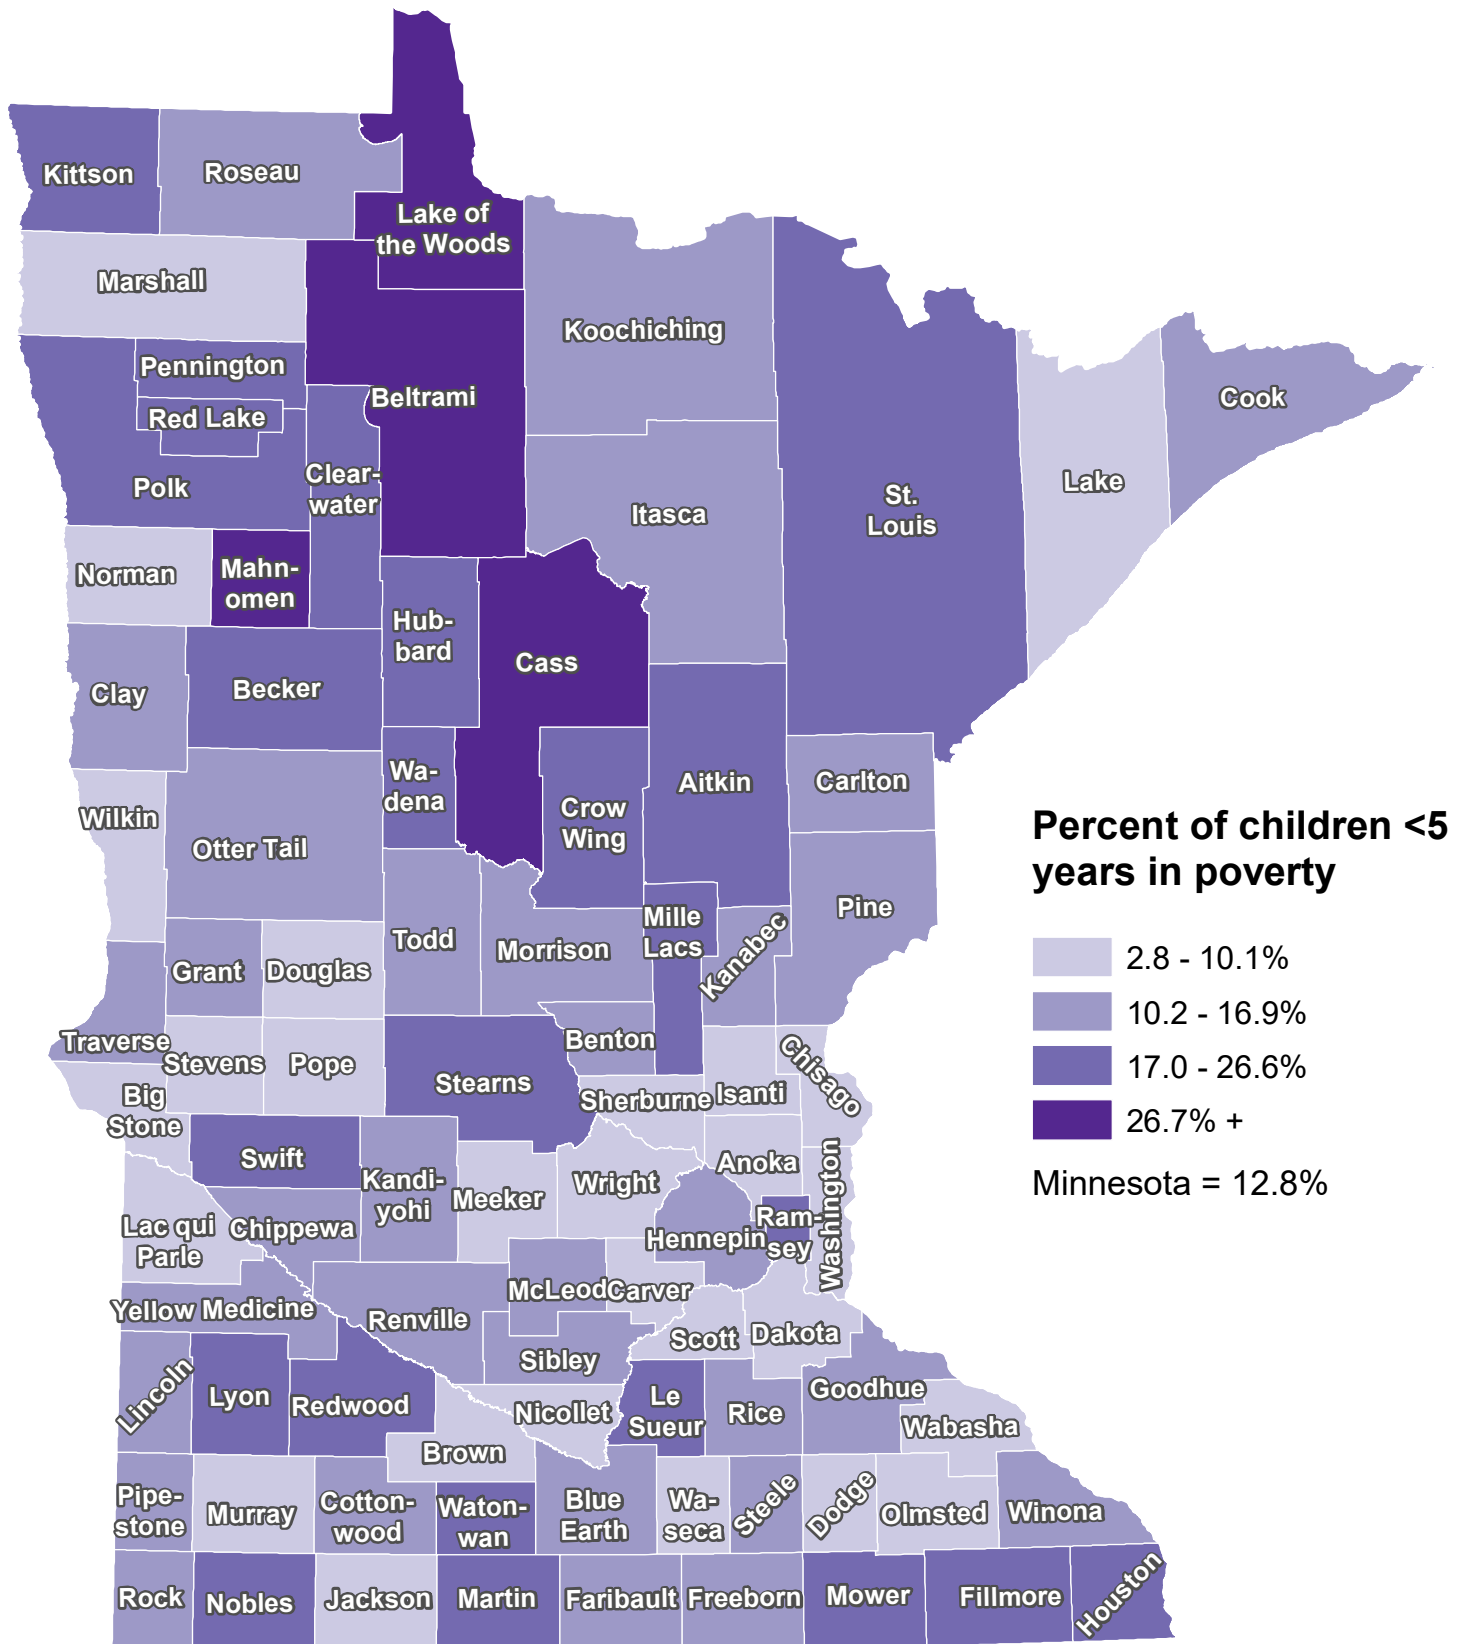 Kittson
Roseau
Lake of
the Woods
Marshall
Koochiching
Pennington
Beltrami
Cook
Red Lake
Clear-
water
Polk
Lake
St.
Louis
Itasca
Norman
Mahn-
omen
Hub-
bard
Cass
Clay
Becker
Wa-
dena
Aitkin
Carlton
Wilkin
Crow
Wing
Otter Tail
Percent of children <5
years in poverty
Pine
Mille
Lacs
Todd
Morrison
Kanabec
Grant
Douglas
2.8 - 10.1%
10.2 - 16.9%
17.0 - 26.6%
26.7% +
Minnesota = 12.8%
Traverse
Stevens
Pope
Benton
Stearns
Chisago
Big
Stone
Sherburne
Isanti
Swift
Kandi-
yohi
Meeker
Wright
Anoka
Washington
Lac qui
Parle
Chippewa
Hennepin
Ram-
sey
McLeod
Carver
Yellow Medicine
Renville
Scott
Dakota
Sibley
Lincoln
Lyon
Redwood
Nicollet
Le
Sueur
Rice
Goodhue
Wabasha
Brown
Pipe-
stone
Murray
Cotton-
wood
Waton-
wan
Blue
Earth
Wa-
seca
Steele
Dodge
Olmsted
Winona
Rock
Nobles
Jackson
Martin
Faribault
Freeborn
Mower
Fillmore
Houston